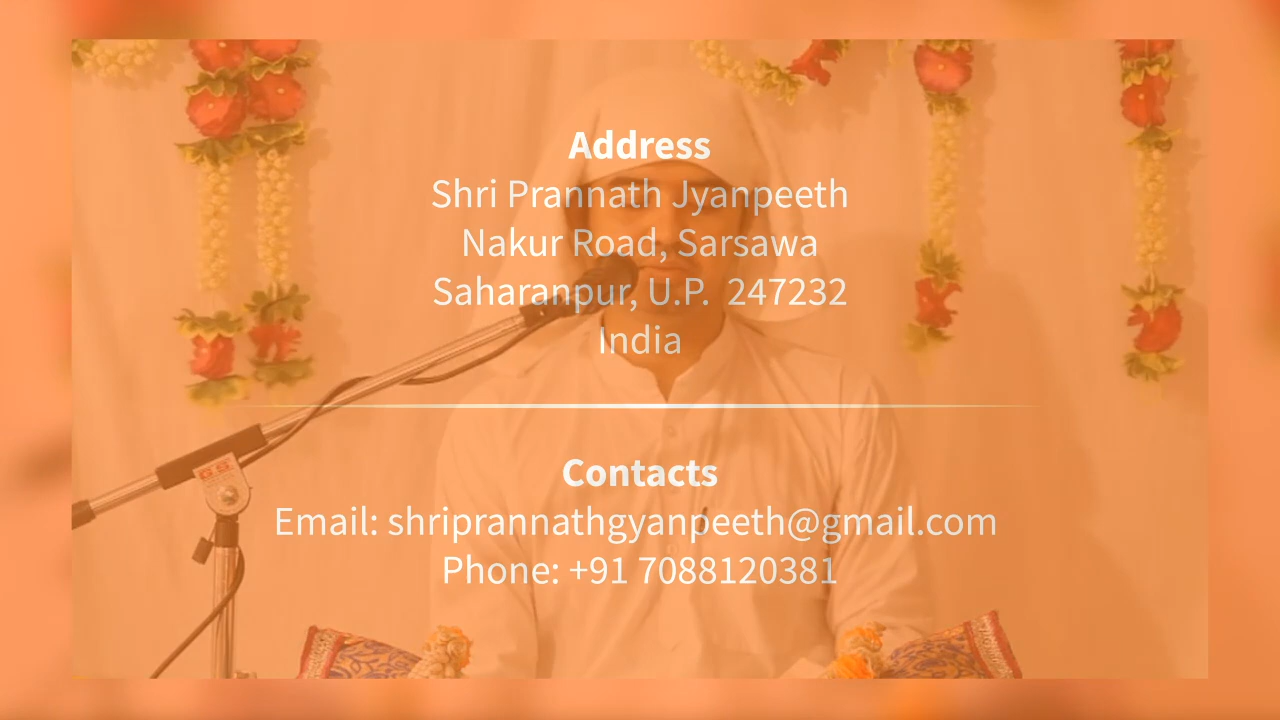 Address
Shri Prannath Jyanpeeth
Nakur Road, Sarsawa
Saharanpur, U.P. 247232
India
Contacts
Email: shriprannathgyanpeeth@gmail.com
Phone: +91 7088120381